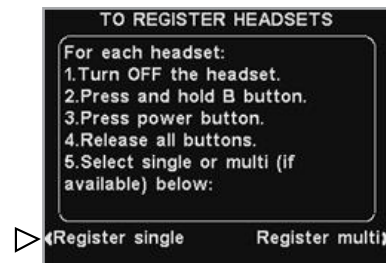 TO REGISTER HEADSETS
For each headset:
1.Turn OFF the headset.
2.Press and hold B button.
3.Press power button.
4.Release all buttons.
5.Select single or multi (if
available) below:
Register single Register multi